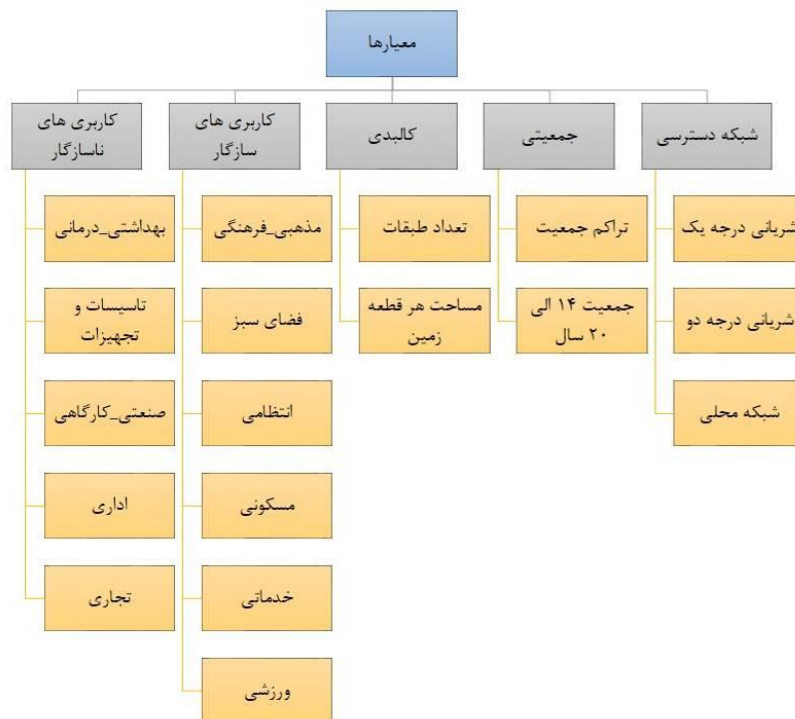 معیارها
شبکه دسترسی
شریانی درجه یک
شریانی درجه دو
شبکه محلی
جمعیتی
تراکم جمعیت
جمعیت ۱۴ الی
۲۰ سال
کالبدی
تعداد طبقات
مساحت هر قطعه
زمین
کاربری های
سازگار
مذهبی_فرهنگی
فضای سبز
انتظامی
مسکونی
خدماتی
ورزشی
کاربری های
ناسازگار
بهداشتی_درمانی
تاسیسات و
تجهیزات
صنعتی_کارگاهی
اداری
تجاری